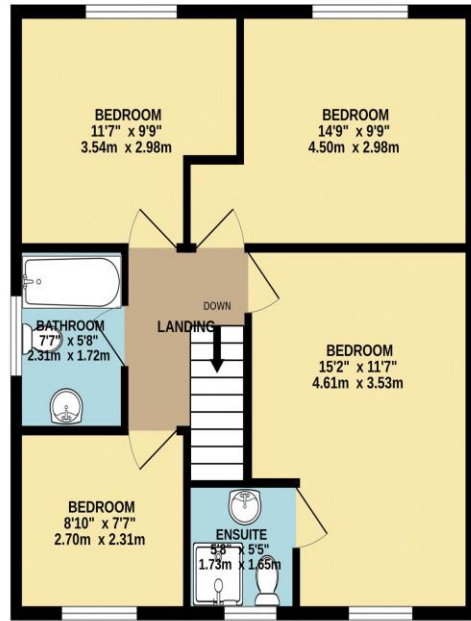 BEDROOM
11'7" x 9'9"
3.54m x 2.98m
BEDROOM
14'9" x 9'9"
4.50m x 2.98m
BATHROOM
7'7" x 5'8"
2.31m x 1.72m
DOWN
LANDING
BEDROOM
15'2" x 11'7"
4.61m x 3.53m
BEDROOM
8'10" x 7'7"
2.70m x 2.31m
ENSUITE
5'8" x 5'5"
1.73m x 1.65m